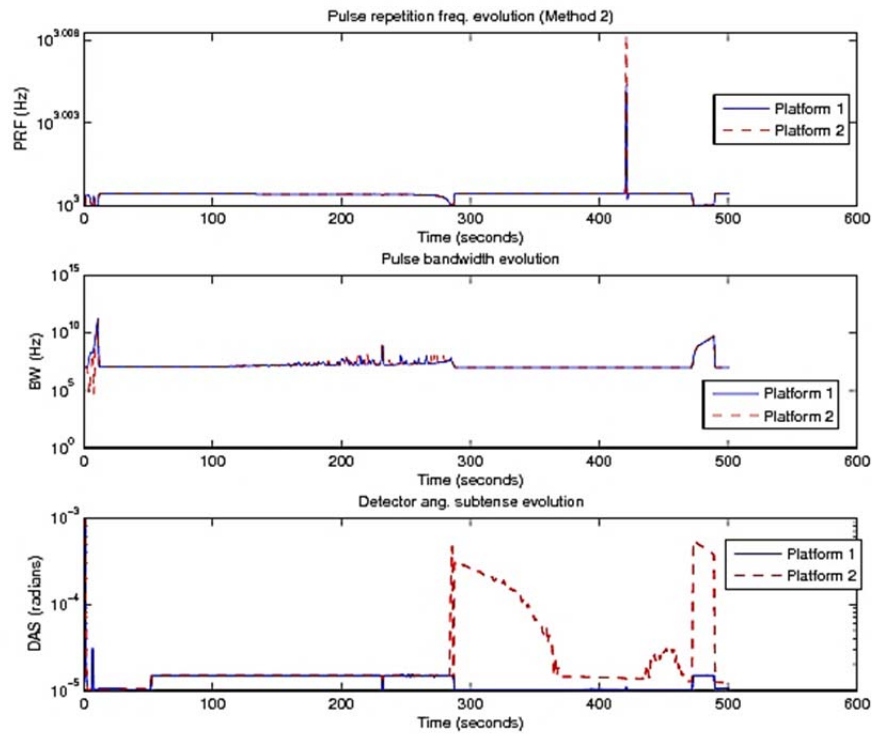 Pulse repetition freq. evolution (Method 2)
10^3.008
10^3.003
10^3
PRF (Hz)
Platform 1
Platform 2
0 100 200 300 400 500 600
Time (seconds)
Pulse bandwidth evolution
10^15
10^10
10^5
10^0
BW (Hz)
Platform 1
Platform 2
0 100 200 300 400 500 600
Time (seconds)
Detector ang. subtense evolution
10^-3
10^-4
10^-5
DAS (radians)
Platform 1
Platform 2
0 100 200 300 400 500 600
Time (seconds)